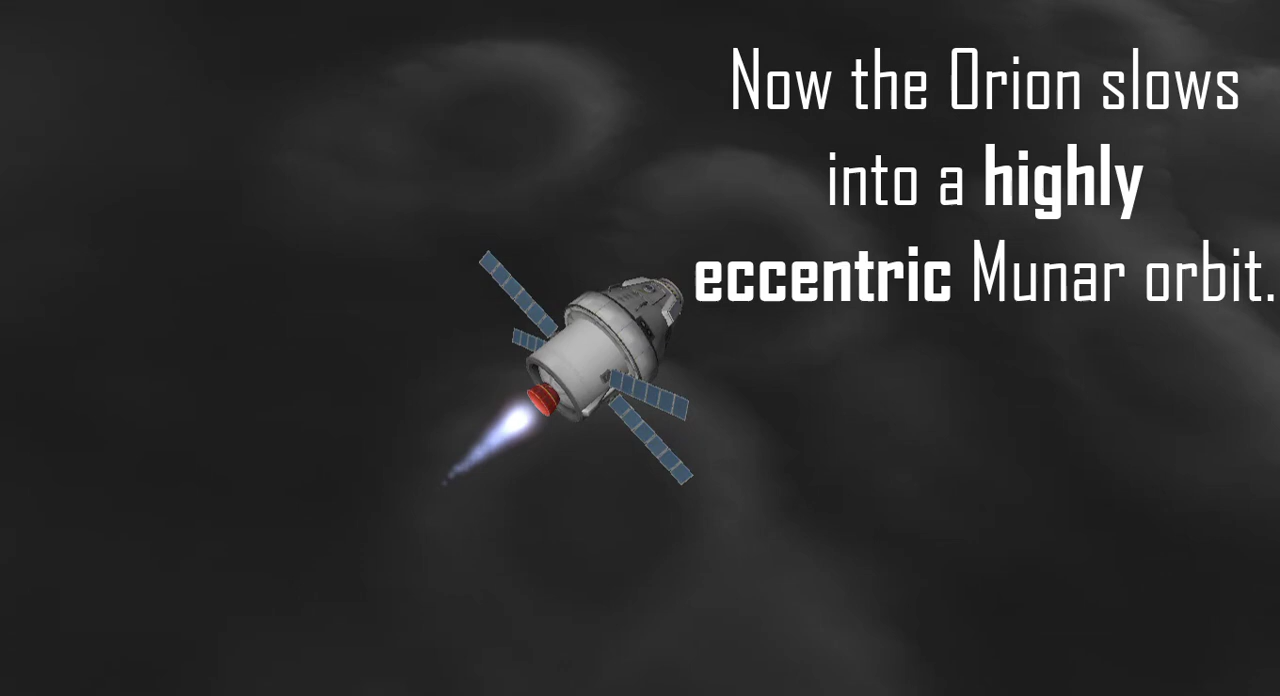 Now the Orion slows
into a highly
eccentric Munar orbit.